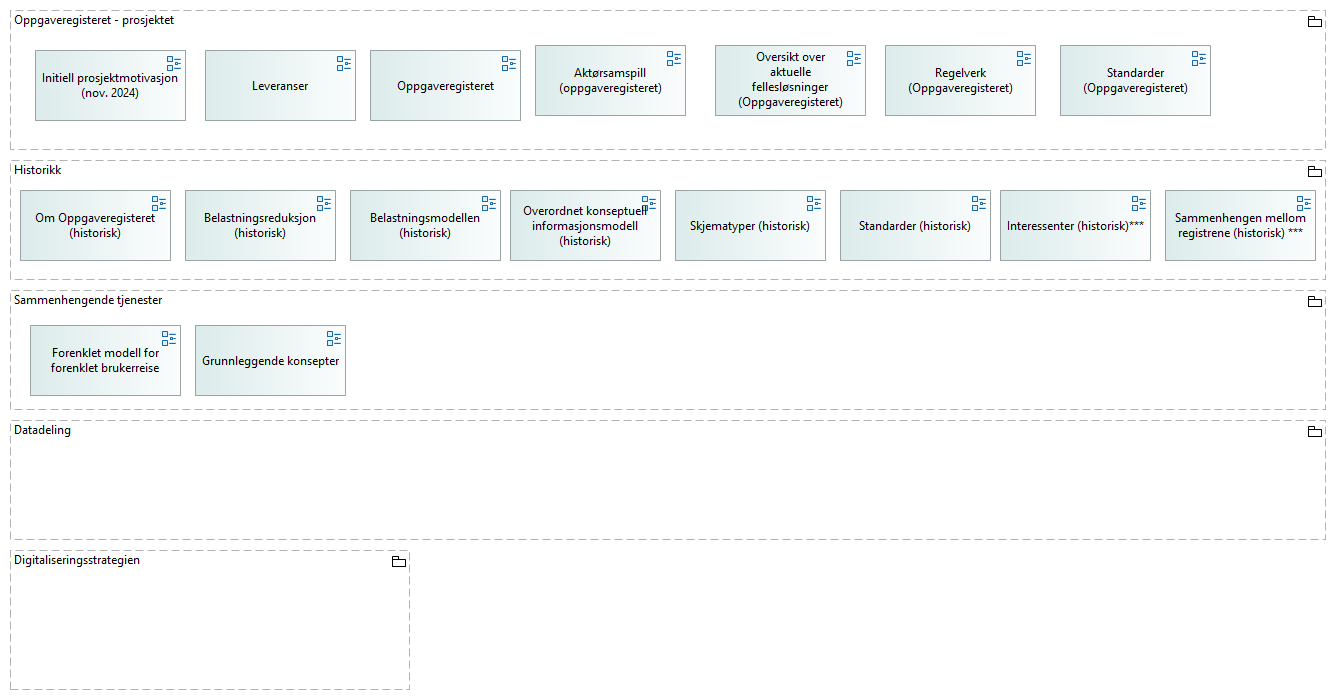 Oppgaveregisteret - prosjektet
Initiell prosjektmotivasjon
(nov. 2024)
Leveranser
Oppgaveregisteret
Aktørsamspill
(oppgaveregisteret)
Oversikt over
aktuelle
fellesløsninger
(Oppgaveregisteret)
Regelverk
(Oppgaveregisteret)
Standarder
(Oppgaveregisteret)
Historikk
Om Oppgaveregisteret
(historisk)
Belastningsreduksjon
(historisk)
Belastningsmodellen
(historisk)
Overordnet konseptuell
informasjonsmodell
(historisk)
Skjematyper (historisk)
Standarder (historisk)
Interessenter (historisk)***
Sammenhengen mellom
registrene (historisk) ***
Sammenhengende tjenester
Forenklet modell for
forenklet brukerreise
Grunnleggende konsepter
Datadeling
Digitaliseringsstrategien